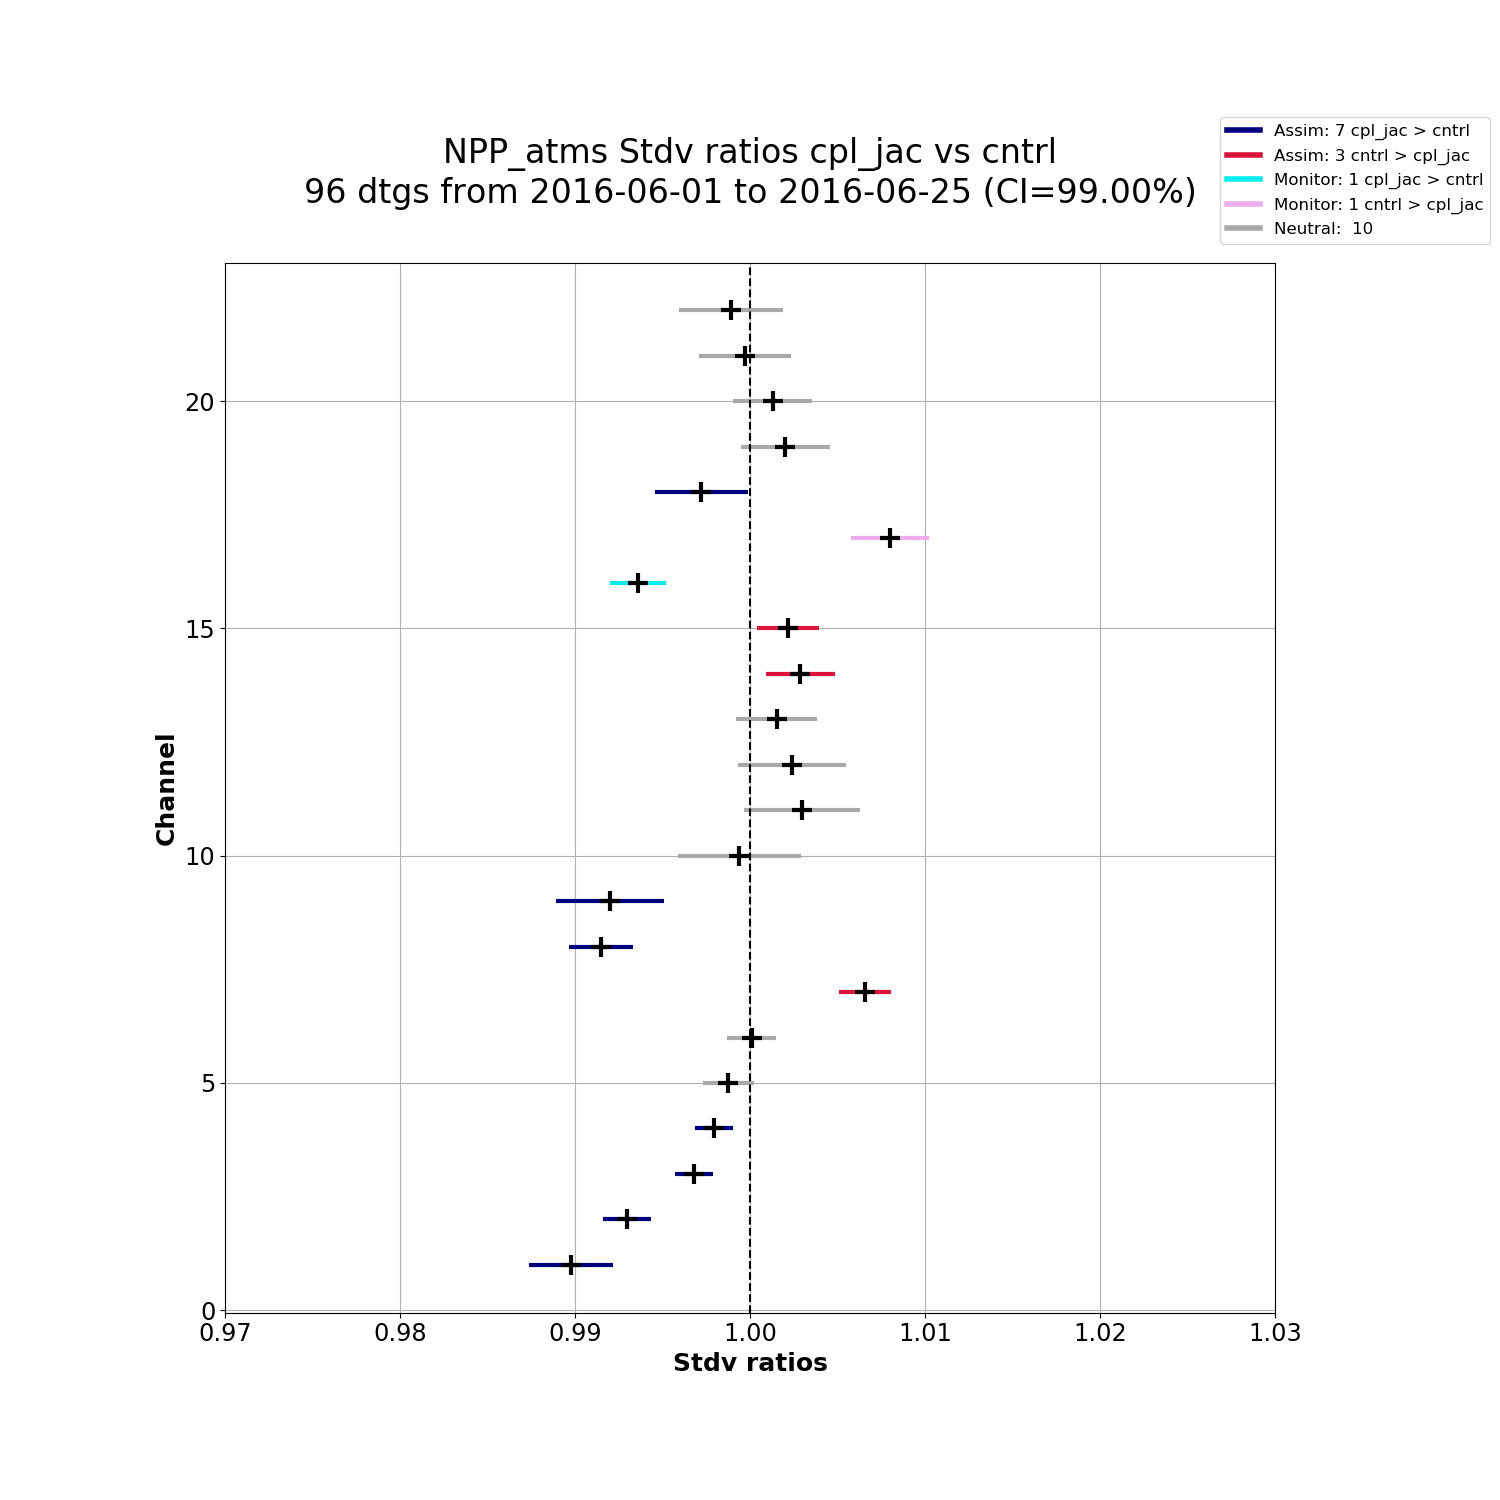 NPP_atms Stdv ratios cpl_jac vs cntrl
96 dtgs from 2016-06-01 to 2016-06-25 (CI=99.00%)
Assim: 7 cpl_jac > cntrl
Assim: 3 cntrl > cpl_jac
Monitor: 1 cpl_jac > cntrl
Monitor: 1 cntrl > cpl_jac
Neutral:  10
20
15
10
5
0
Channel
0.97
0.98
0.99
1.00
1.01
1.02
1.03
Stdv ratios